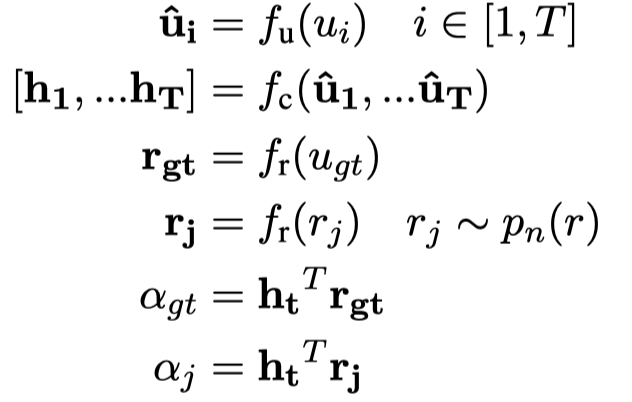 û_i = f_u(u_i) i ∈ [1, T]
[h_1, ...h_T] = f_c(û_1, ...û_T)
r_gt = f_r(u_gt)
r_j = f_r(r_j) r_j ∼ p_n(r)
α_gt = h_t^T r_gt
α_j = h_t^T r_j